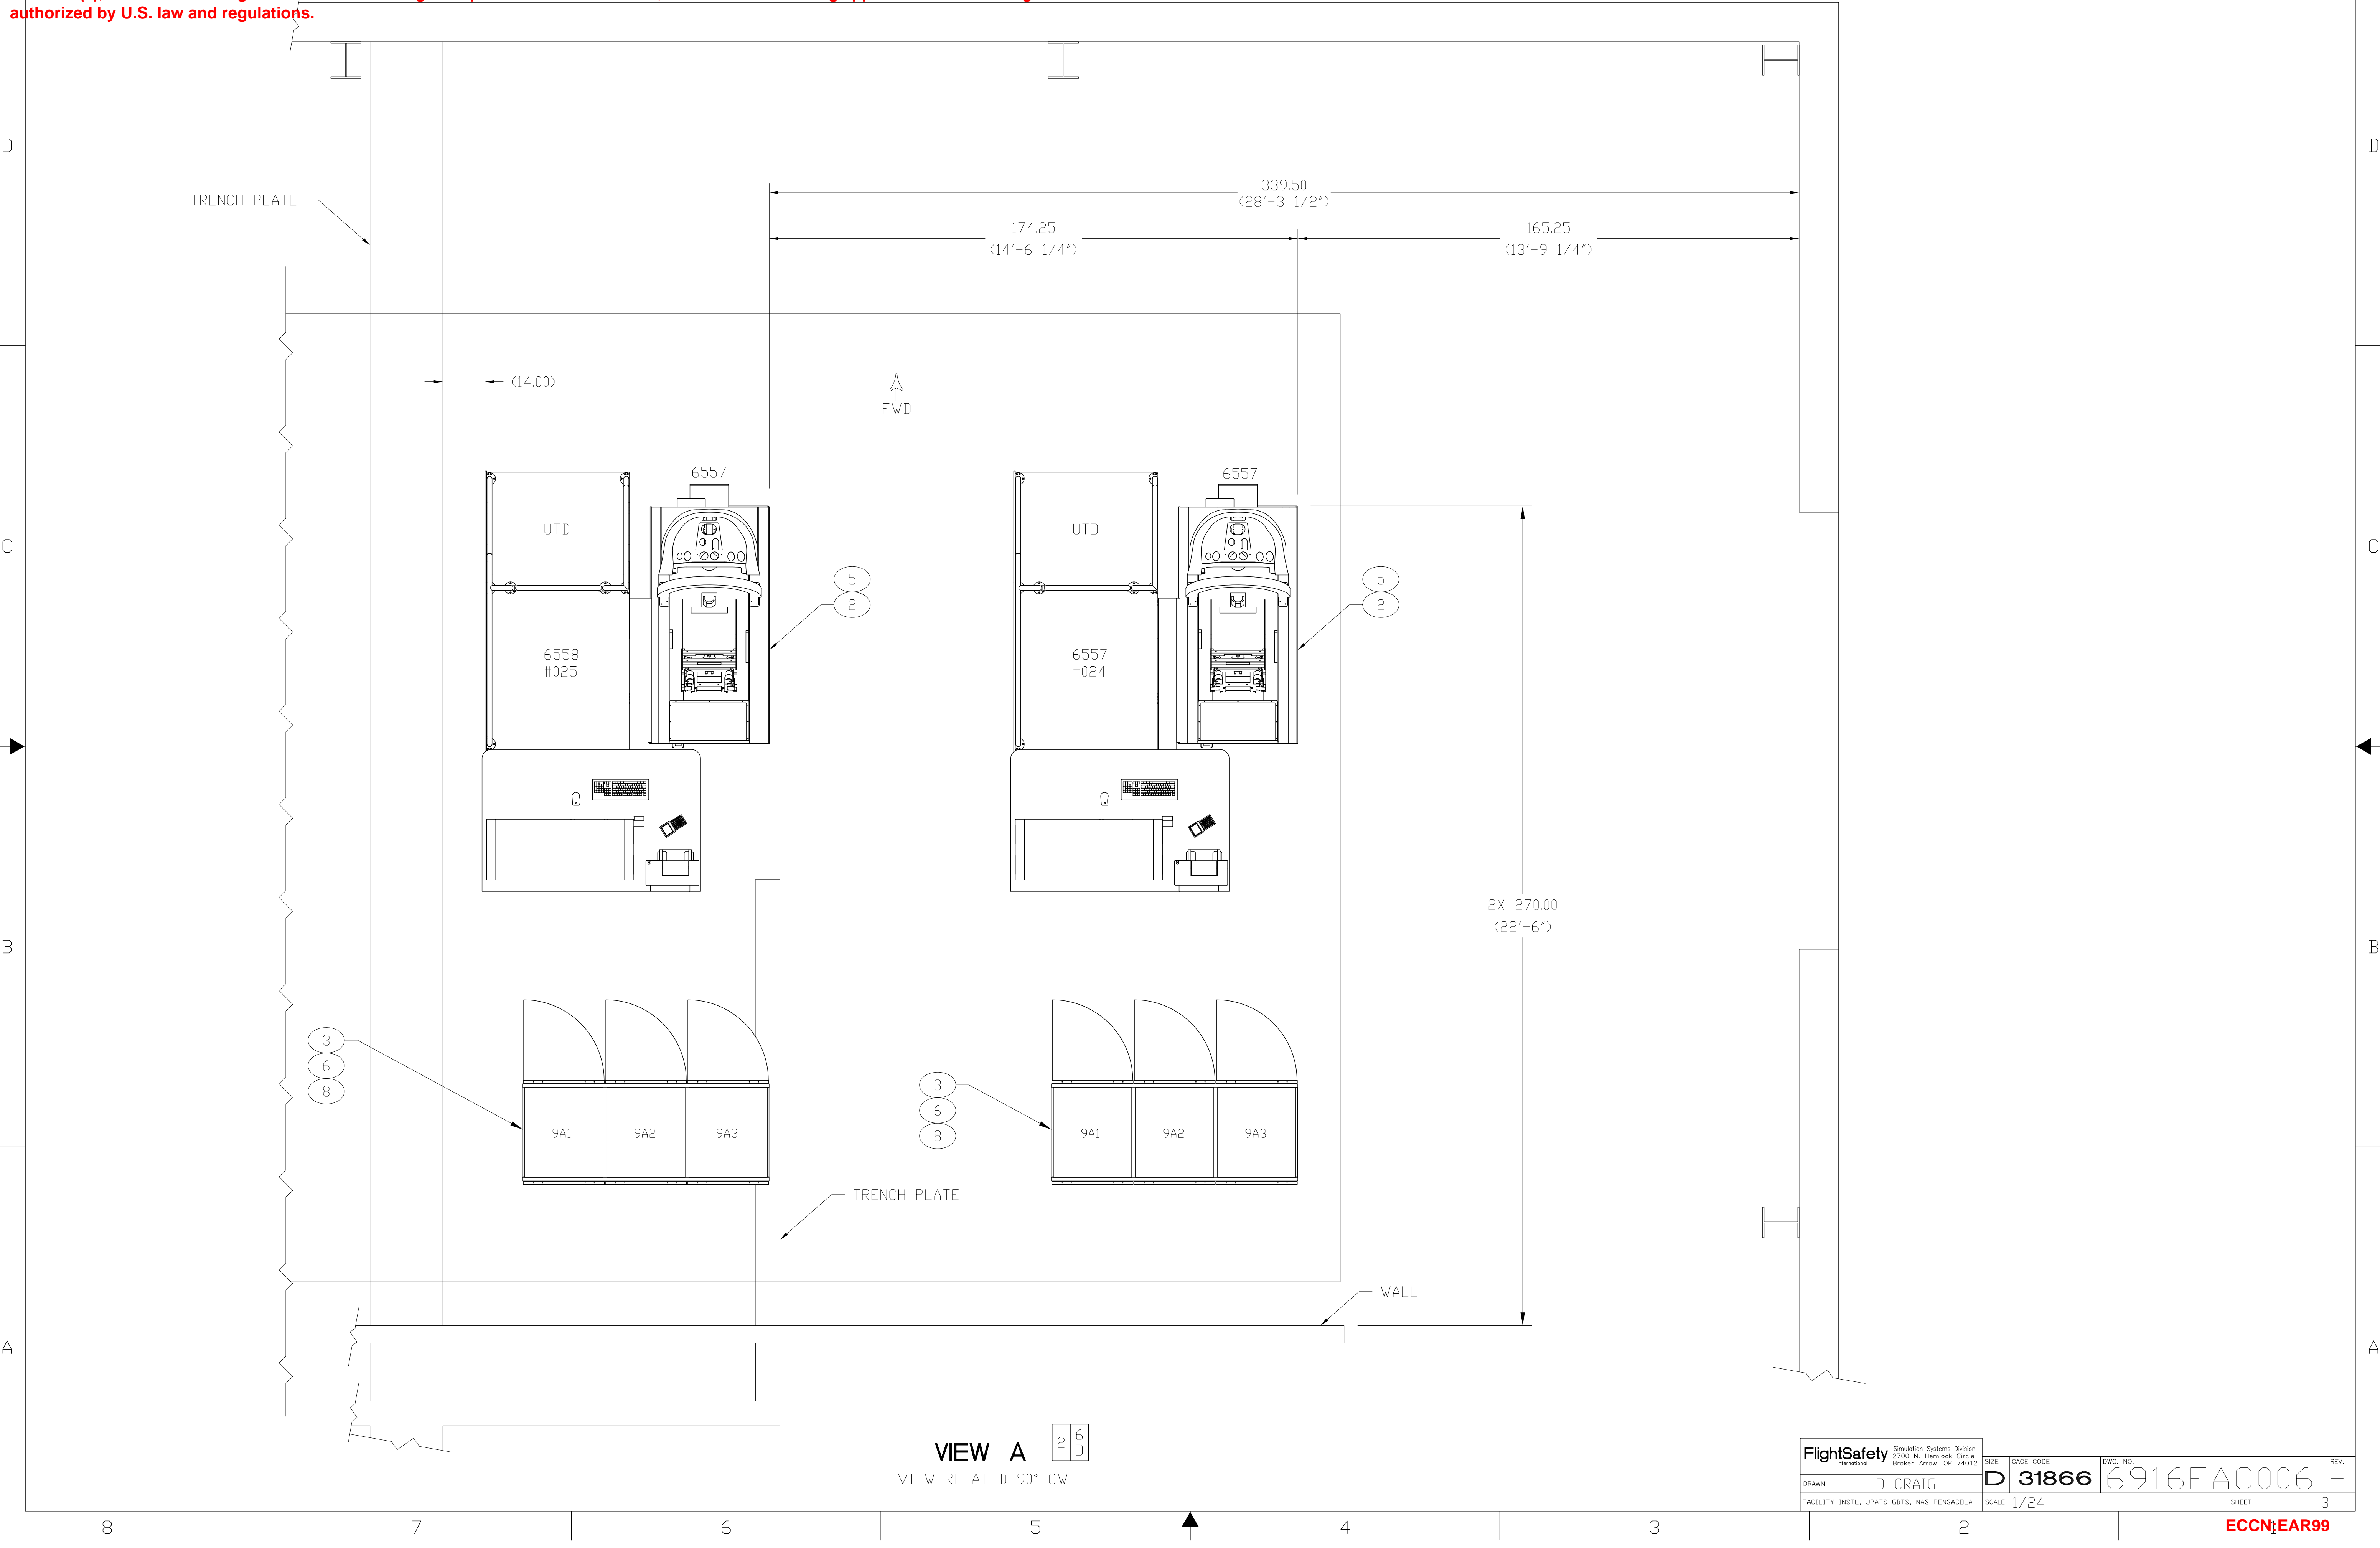 authorized by U.S. law and regulations.
D
D
TRENCH PLATE
339.50
(28'-3 1/2")
174.25
(14'-6 1/4")
165.25
(13'-9 1/4")
(14.00)
FWD
6557
6557
UTD
UTD
C
C
5
2
5
2
6558
#025
6557
#024
2X 270.00
(22'-6")
B
B
3
6
8
3
6
8
9A1 9A2 9A3
9A1 9A2 9A3
TRENCH PLATE
WALL
A
A
VIEW A
2 6
D
VIEW ROTATED 90° CW
FlightSafety
international
Simulation Systems Division
2700 N. Hemlock Circle
Broken Arrow, OK 74012
DRAWN D CRAIG
FACILITY INSTL, JPATS GBTS, NAS PENSACOLA
SIZE
D
CAGE CODE
31866
DWG. NO.
6916FAC006
REV.
-
SCALE 1/24
SHEET 3
8 7 6 5 4 3 2 1
ECCN: EAR99